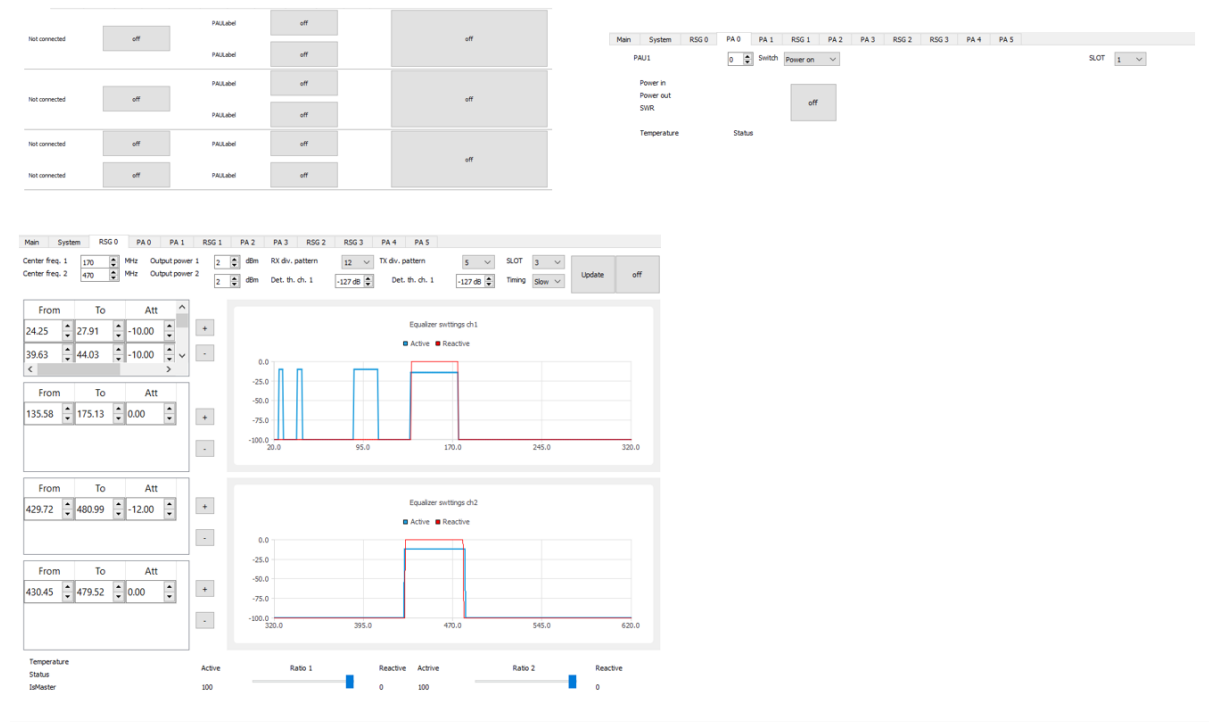 PAULabel off
Not connected off off
PAULabel off
PAULabel off
Not connected off off
PAULabel off
Not connected off PAULabel off
off
Not connected off PAULabel off
Main System RSG 0 PA 0 PA 1 RSG 1 PA 2 PA 3 RSG 2 RSG 3 PA 4 PA 5
PAU1 0 Switch Power on SLOT 1
Power in
Power out
off
SWR
Temperature Status
Main System RSG 0 PA 0 PA 1 RSG 1 PA 2 PA 3 RSG 2 RSG 3 PA 4 PA 5
Center freq. 1 170 MHz Output power 1 2 dBm RX div. pattern 12 TX div. pattern 5 SLOT 3
Center freq. 2 470 MHz Output power 2 2 dBm Det. th. ch. 1 -127 dB Det. th. ch. 1 -127 dB Timing Slow
Update off
From To Att
24.25 27.91 -10.00 +
39.63 44.03 -10.00 -
From To Att
135.58 175.13 0.00 +
-
Equalizer swttings ch1
Active Reactive
0.0
-25.0
-50.0
-75.0
-100.0
20.0 95.0 170.0 245.0 320.0
From To Att
429.72 480.99 -12.00 +
-
From To Att
430.45 479.52 0.00 +
-
Equalizer swttings ch2
Active Reactive
0.0
-25.0
-50.0
-75.0
-100.0
320.0 395.0 470.0 545.0 620.0
Temperature
Status
IsMaster
Active Ratio 1 Reactive Actrive Ratio 2 Reactive
100 0 100 0